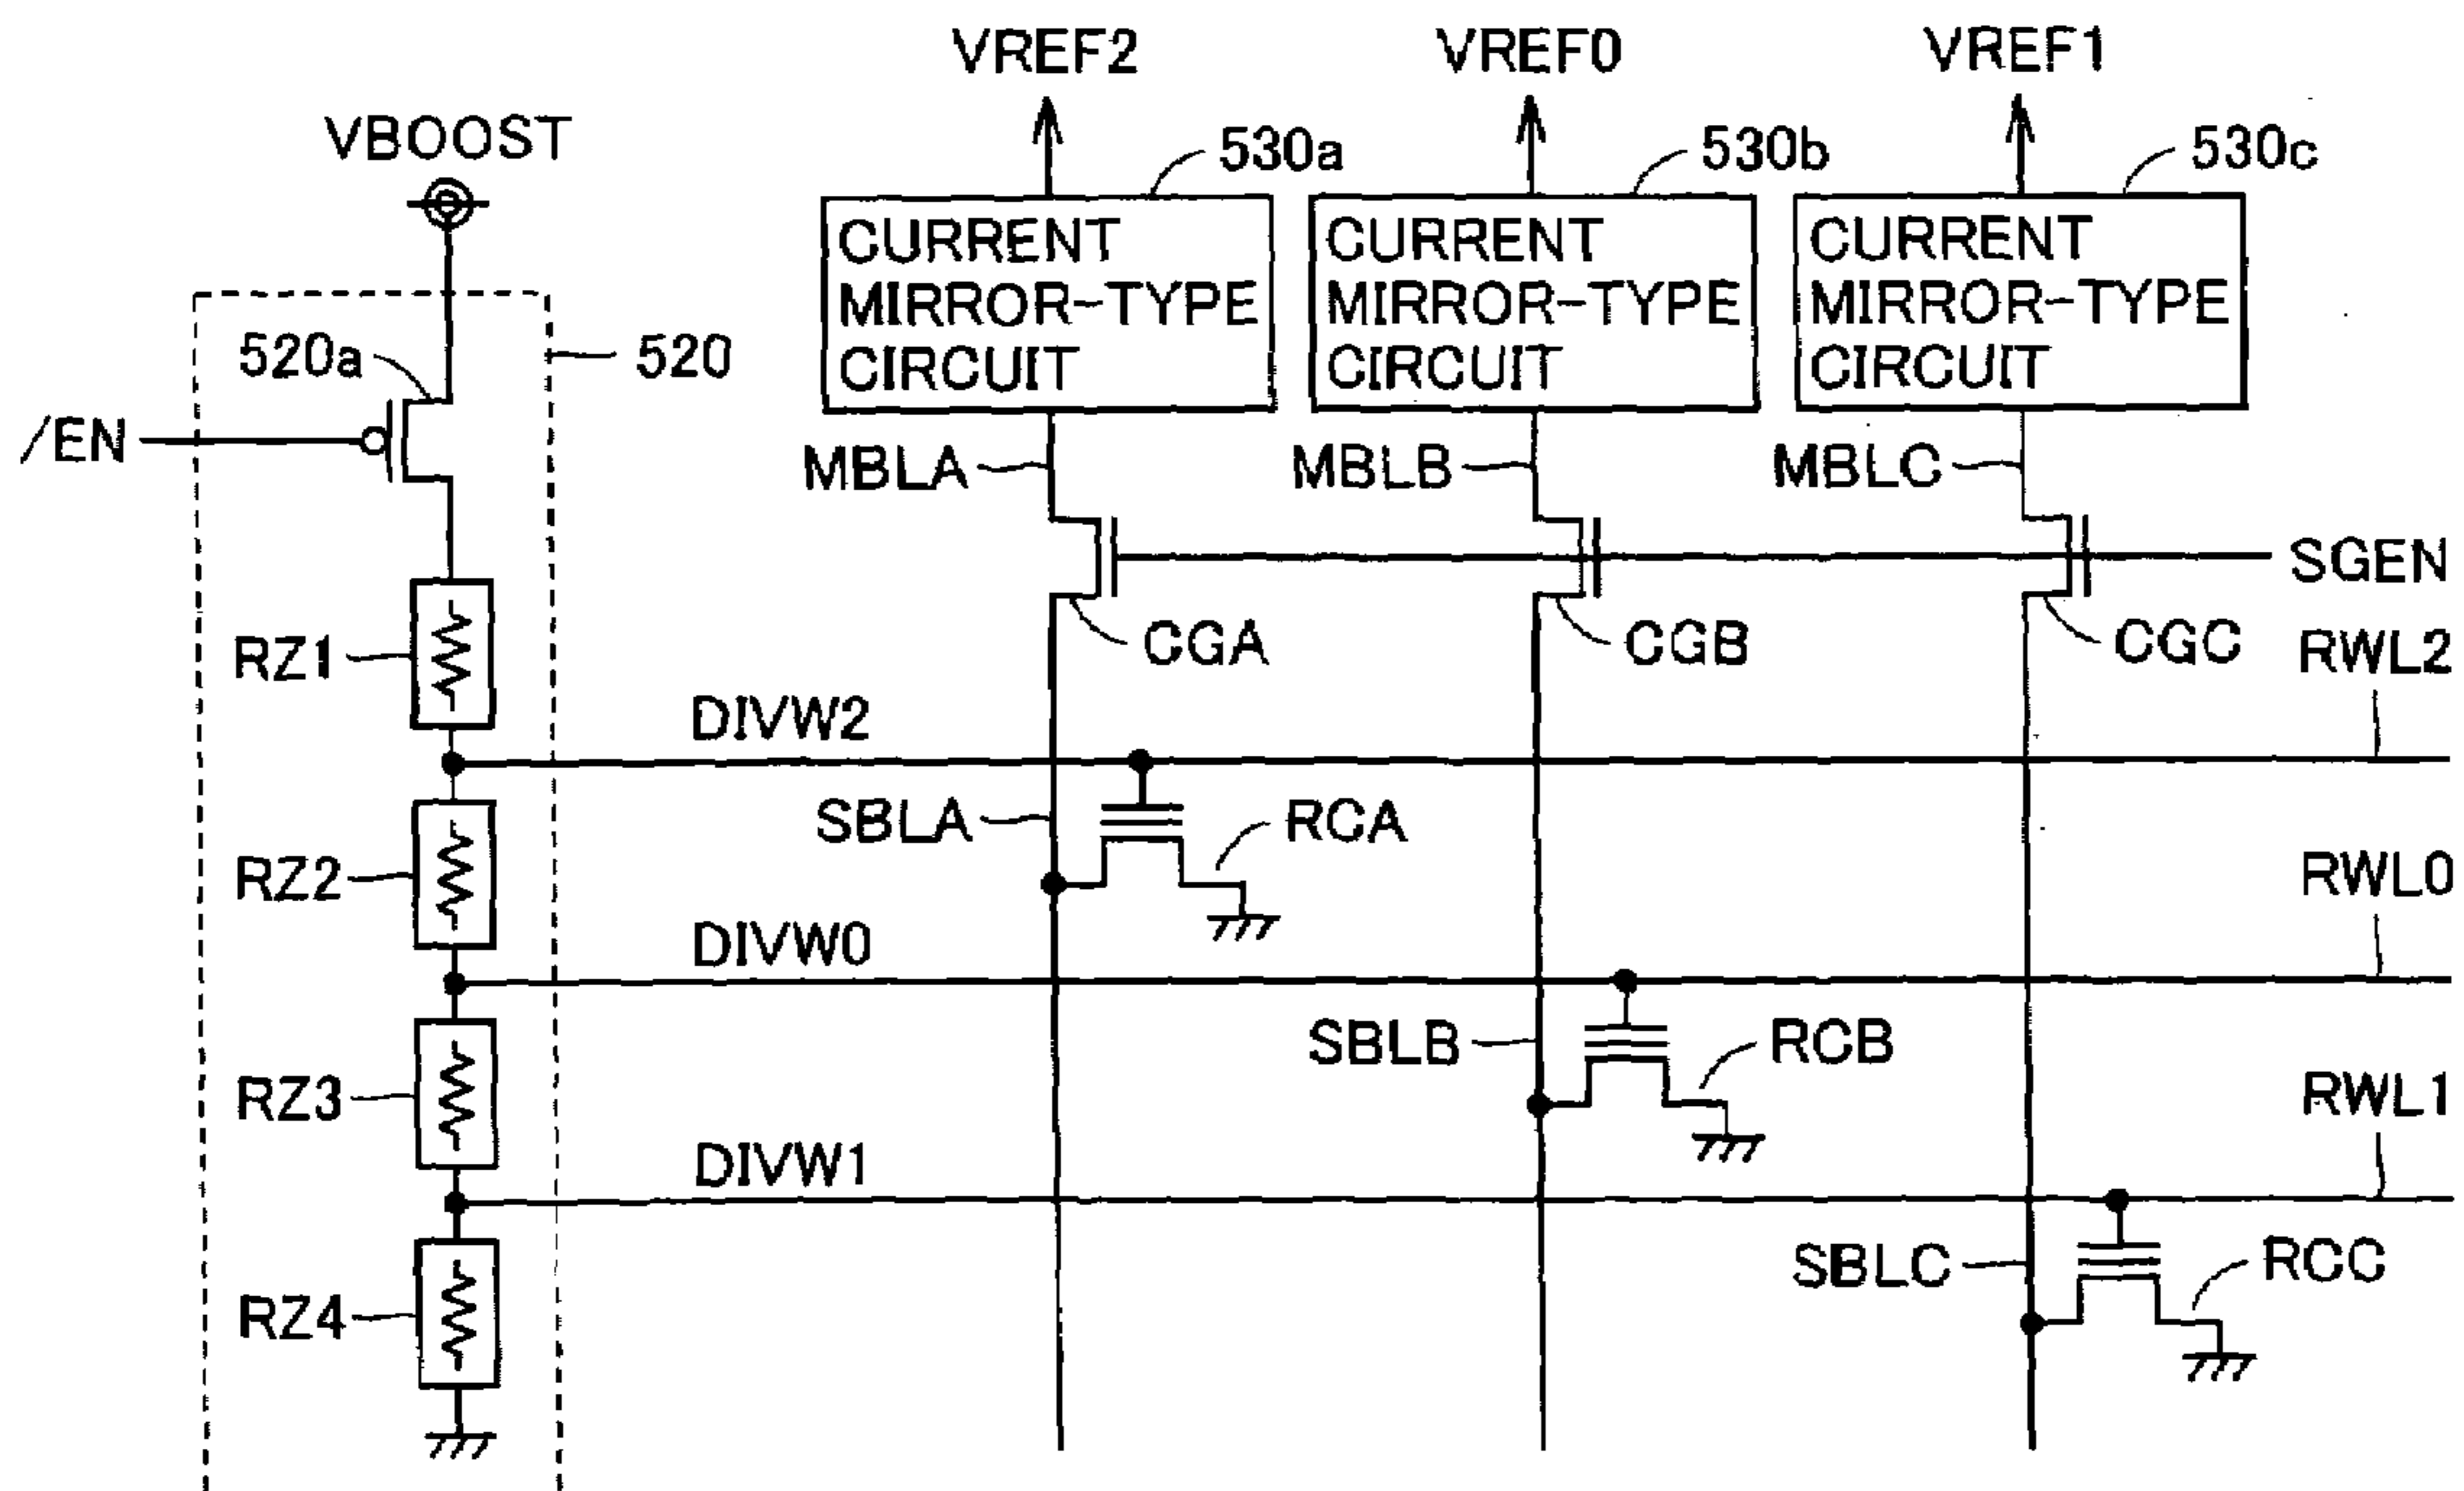 VREF2
VREF0
VREF1
VBOOST
530a
530b
530c
CURRENT
MIRROR-TYPE
CIRCUIT
CURRENT
MIRROR-TYPE
CIRCUIT
CURRENT
MIRROR-TYPE
CIRCUIT
520a
520
/EN
MBLA
MBLB
MBLC
SGEN
CGA
CGB
CGC
RWL2
RZ1
DIVW2
SBLA
RCA
RZ2
RWL0
DIVW0
SBLB
RCB
RZ3
RWL1
DIVW1
SBLC
RCC
RZ4